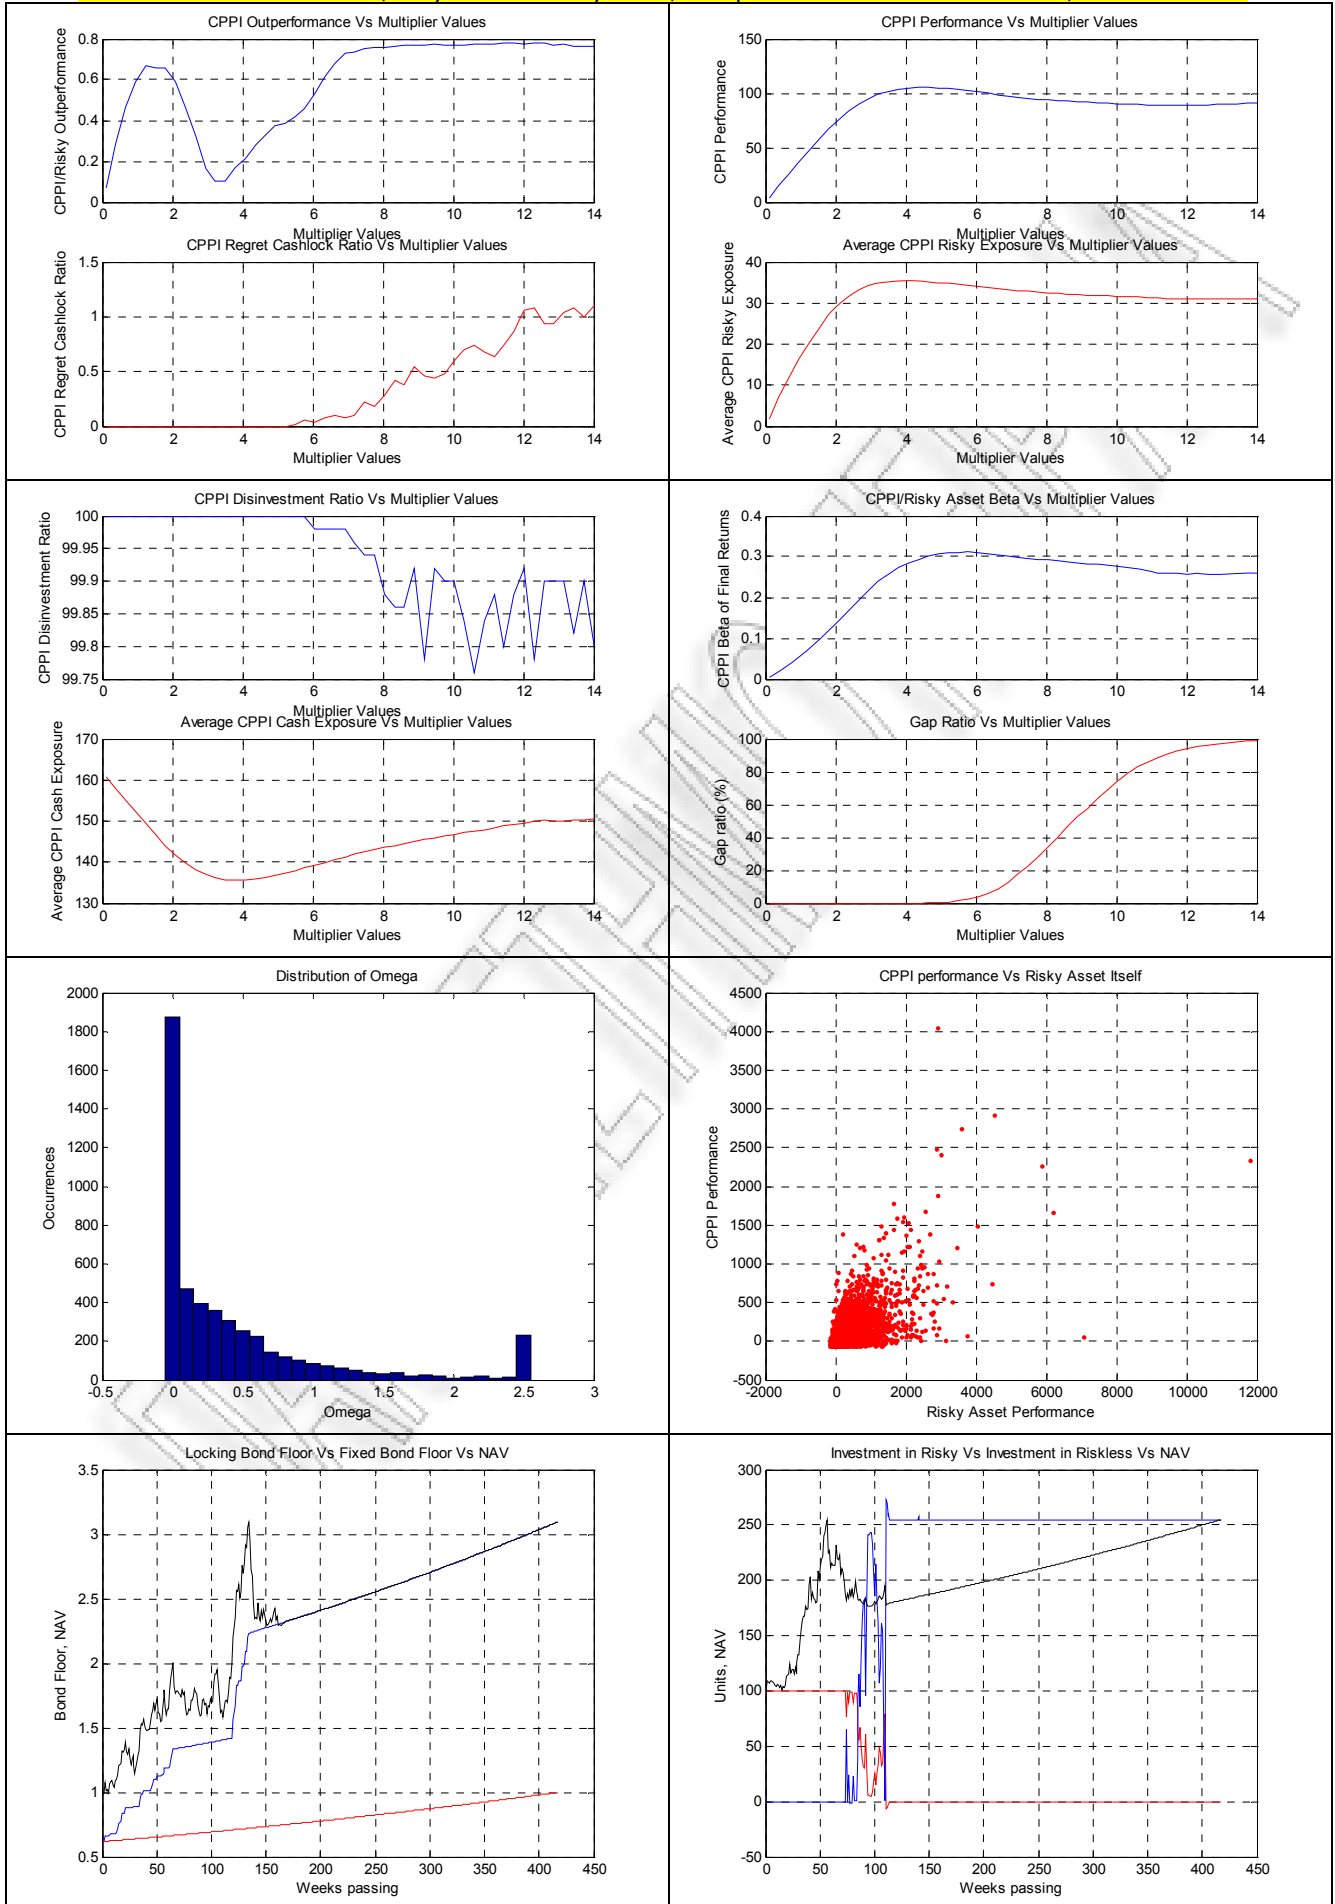 CPPI Outperformance Vs Multiplier Values
CPPI/Risky Outperformance
0.8
0.6
0.4
0.2
0
0 2 4 6 8 10 12 14
Multiplier Values
CPPI Regret Cashlock Ratio Vs Multiplier Values
CPPI Regret Cashlock Ratio
1.5
1
0.5
0
0 2 4 6 8 10 12 14
Multiplier Values
CPPI Performance Vs Multiplier Values
CPPI Performance
150
100
50
0
0 2 4 6 8 10 12 14
Multiplier Values
Average CPPI Risky Exposure Vs Multiplier Values
Average CPPI Risky Exposure
40
30
20
10
0
0 2 4 6 8 10 12 14
Multiplier Values
CPPI Disinvestment Ratio Vs Multiplier Values
CPPI Disinvestment Ratio
100
99.95
99.9
99.85
99.8
99.75
0 2 4 6 8 10 12 14
Multiplier Values
Average CPPI Cash Exposure Vs Multiplier Values
Average CPPI Cash Exposure
170
160
150
140
130
0 2 4 6 8 10 12 14
Multiplier Values
CPPI/Risky Asset Beta Vs Multiplier Values
CPPI Beta of Final Returns
0.4
0.3
0.2
0.1
0
0 2 4 6 8 10 12 14
Multiplier Values
Gap Ratio Vs Multiplier Values
Gap ratio (%)
100
80
60
40
20
0
0 2 4 6 8 10 12 14
Multiplier Values
Distribution of Omega
Occurrences
2000
1800
1600
1400
1200
1000
800
600
400
200
0
-0.5 0 0.5 1 1.5 2 2.5 3
Omega
CPPI performance Vs Risky Asset Itself
CPPI Performance
4500
4000
3500
3000
2500
2000
1500
1000
500
0
-500
-2000 0 2000 4000 6000 8000 10000 12000
Risky Asset Performance
Locking Bond Floor Vs Fixed Bond Floor Vs NAV
Bond Floor, NAV
3.5
3
2.5
2
1.5
1
0.5
0 50 100 150 200 250 300 350 400 450
Weeks passing
Investment in Risky Vs Investment in Riskless Vs NAV
Units, NAV
300
250
200
150
100
50
0
-50
0 50 100 150 200 250 300 350 400 450
Weeks passing